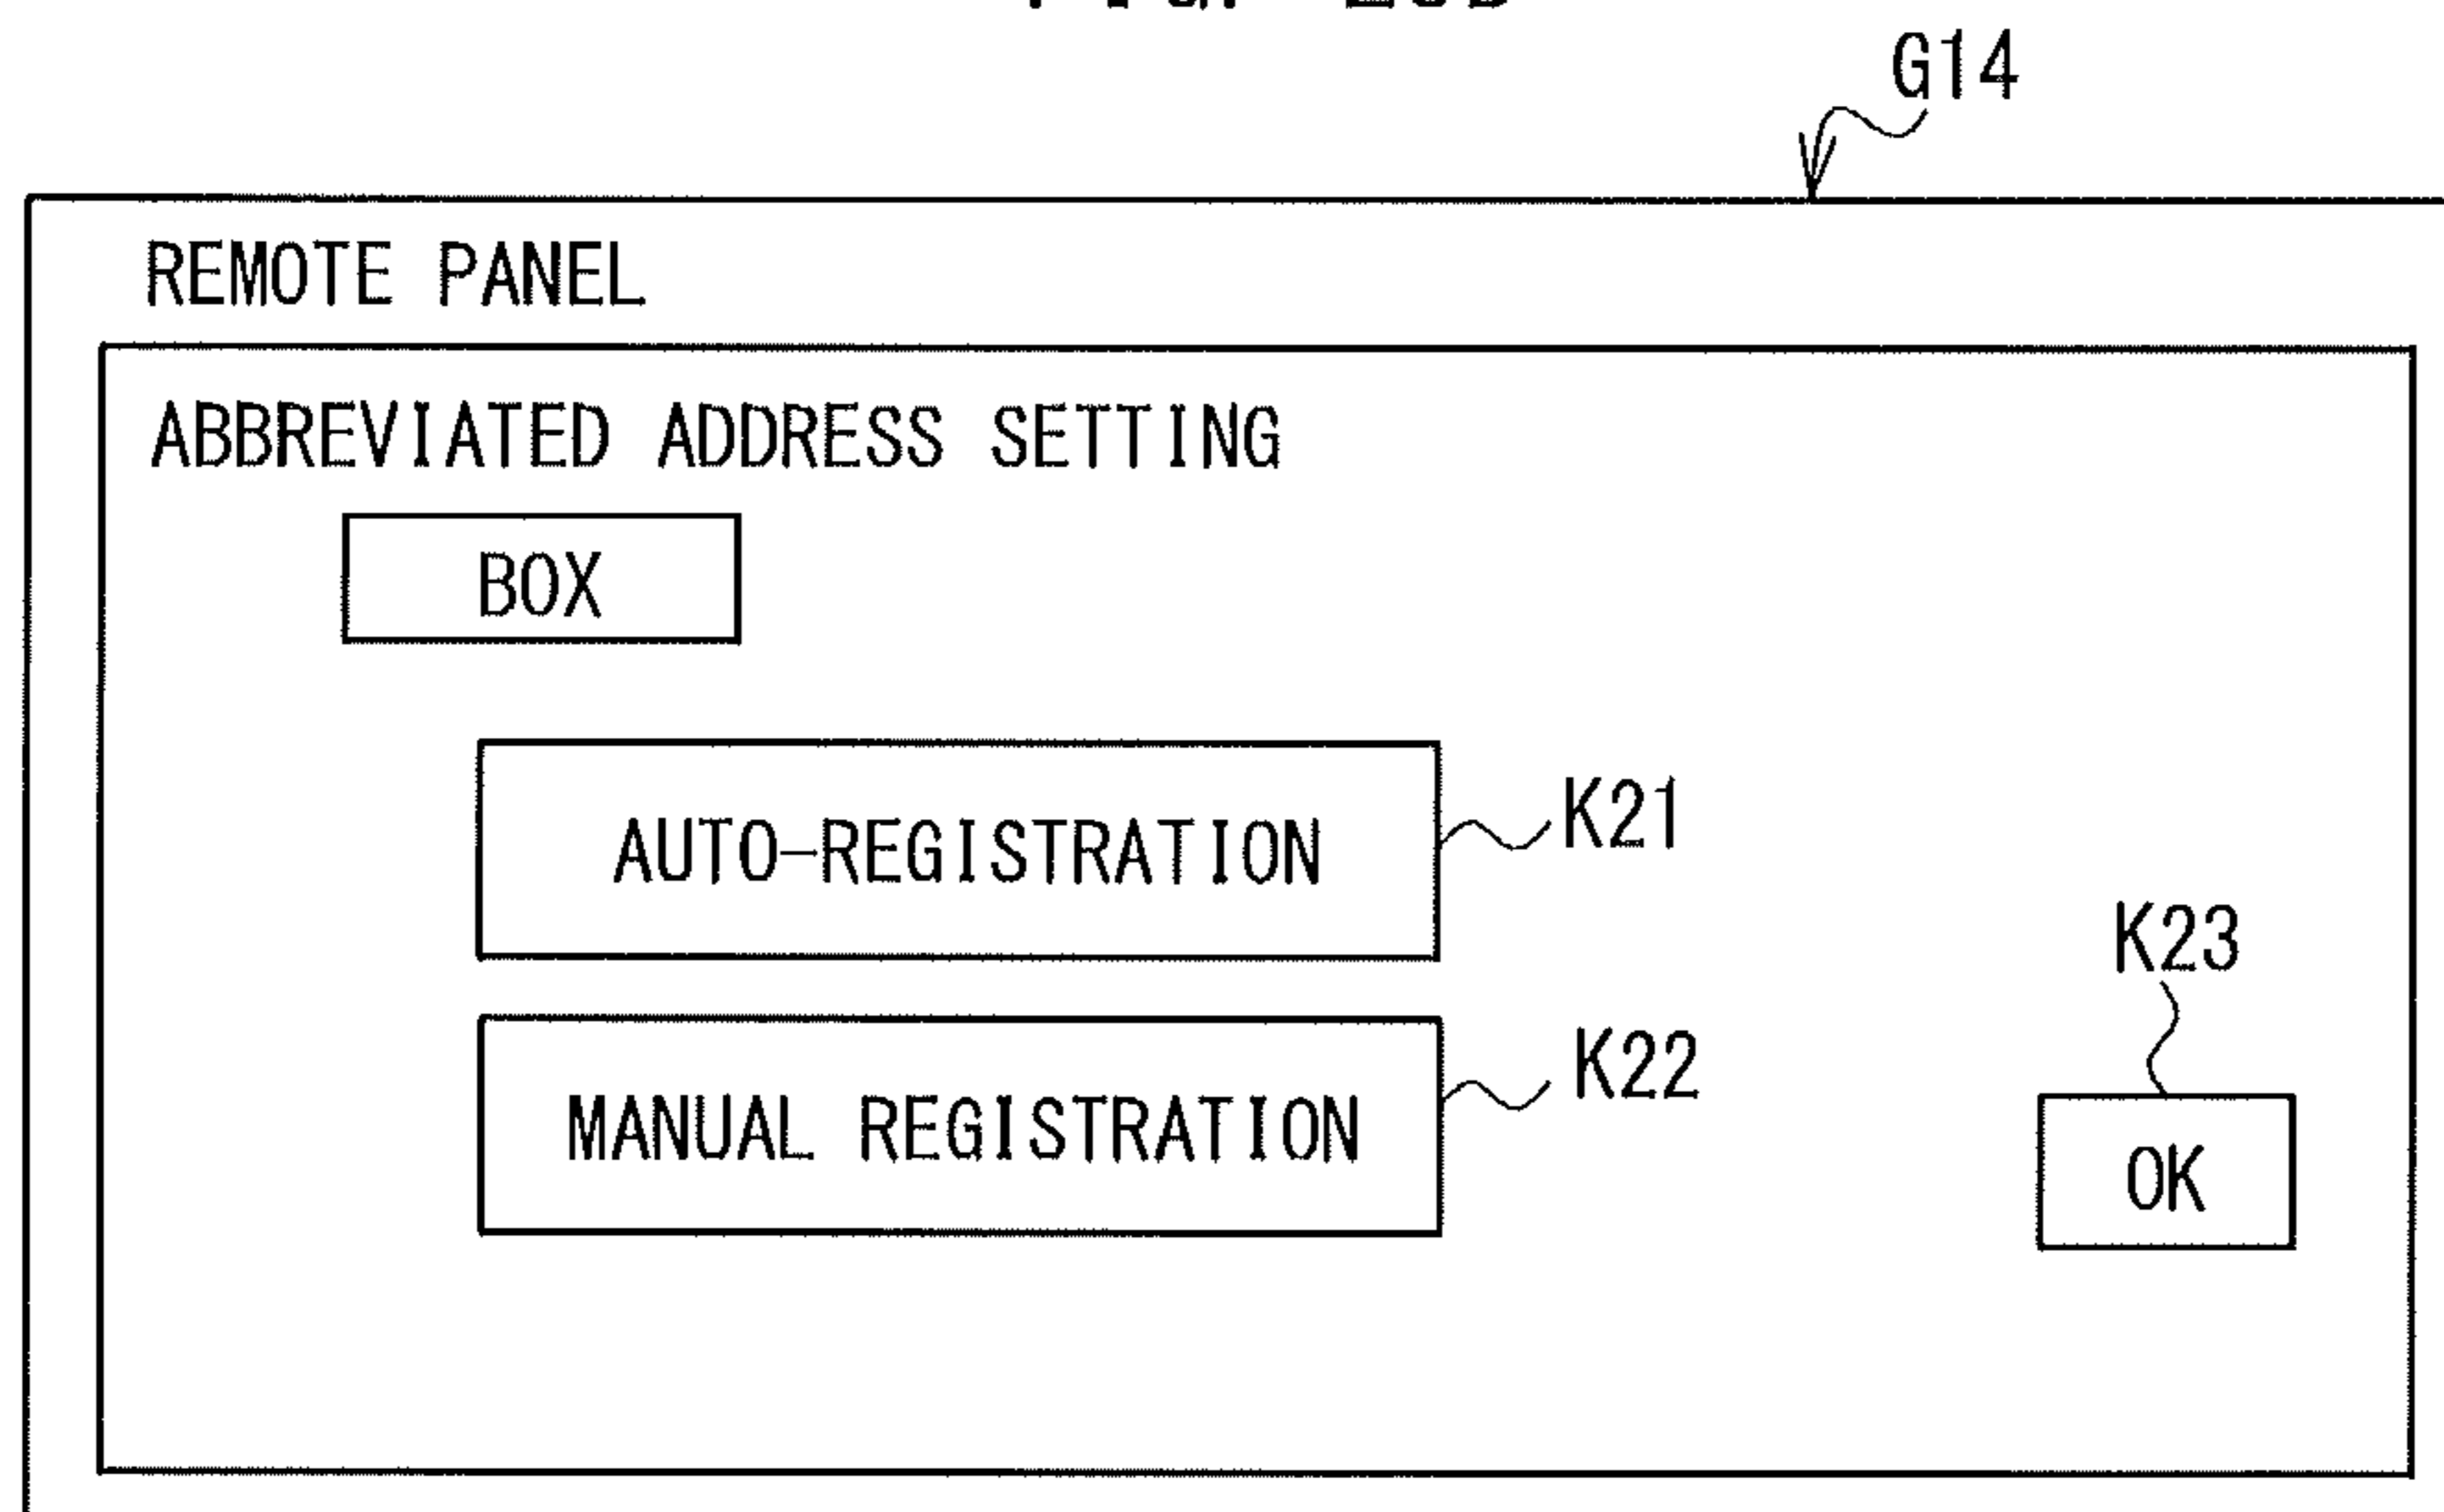 G14
REMOTE PANEL
ABBREVIATED ADDRESS SETTING
BOX
AUTO-REGISTRATION
K21
K23
MANUAL REGISTRATION
K22
OK